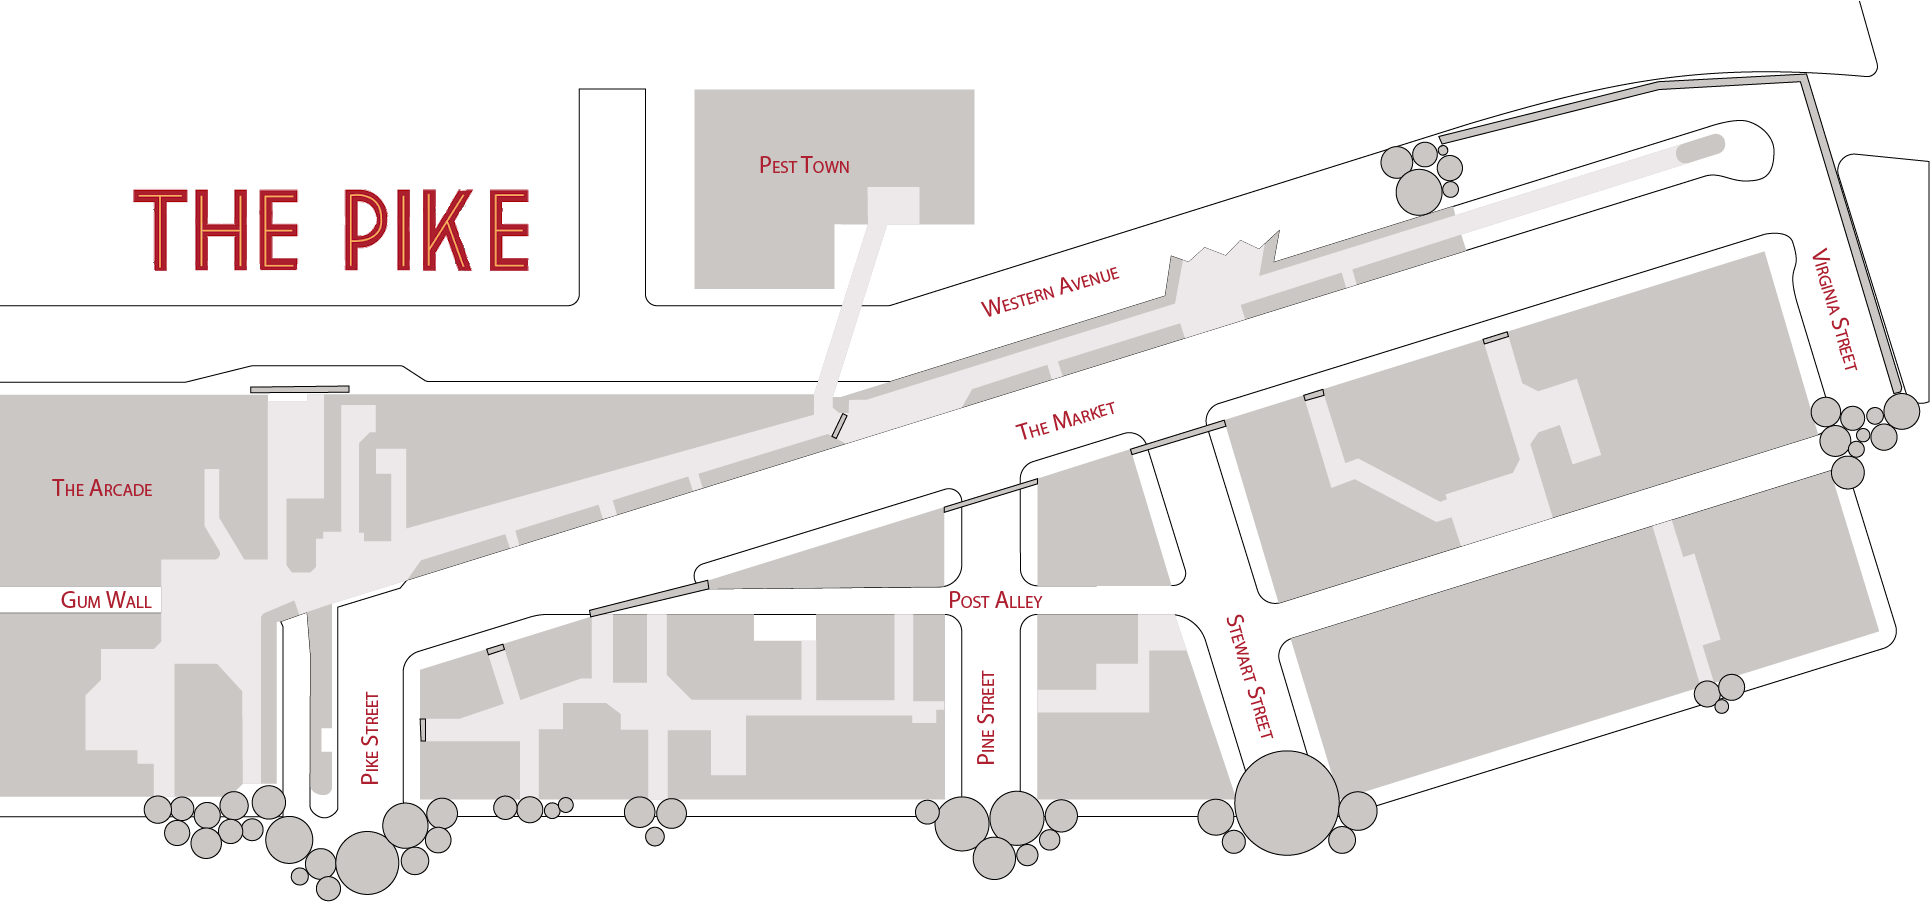 THE PIKE
Pest Town
Western Avenue
Virginia Street
The Market
The Arcade
Gum Wall
Post Alley
Pike Street
Pine Street
Stewart Street